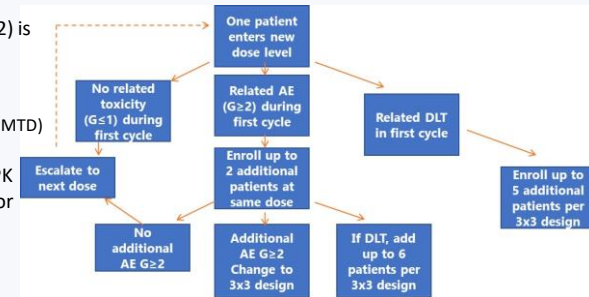 2) is
MTD)
PK
or
One patient
enters new
dose level
No related
toxicity
(G≤1) during
first cycle
Related AE
(G≥2) during
first cycle
Related DLT
in first cycle
Escalate to
next dose
Enroll up to
2 additional
patients at
same dose
Enroll up to
5 additional
patients per
3x3 design
No
additional
AE G≥2
Additional
AE G≥2
Change to
3x3 design
If DLT, add
up to 6
patients per
3x3 design